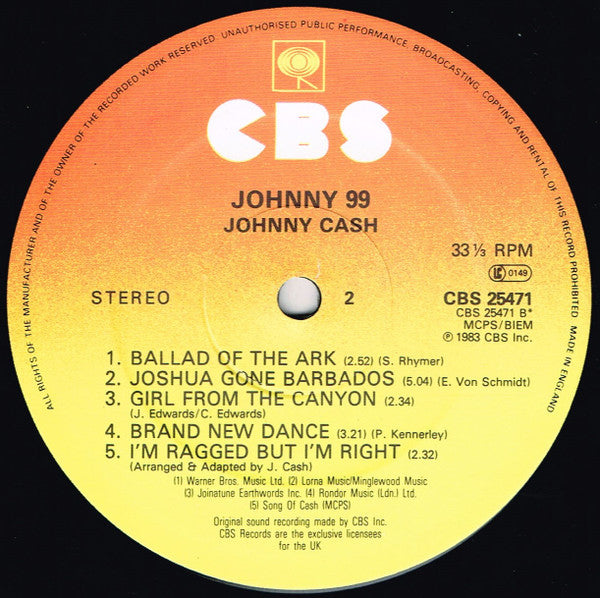 ALL RIGHTS OF THE MANUFACTURER AND OF THE OWNER OF THE RECORDED WORK RESERVED. UNAUTHORISED PUBLIC PERFORMANCE, BROADCASTING, COPYING AND RENTAL OF THIS RECORD PROHIBITED. MADE IN ENGLAND
CBS
JOHNNY 99
JOHNNY CASH
33⅓ RPM
LC 0149
STEREO
2
CBS 25471
CBS 25471 B*
MCPS/BIEM
℗ 1983 CBS Inc.
1. BALLAD OF THE ARK (2.52) (S. Rhymer)
2. JOSHUA GONE BARBADOS (5.04) (E. Von Schmidt)
3. GIRL FROM THE CANYON (2.34)
(J. Edwards/C. Edwards)
4. BRAND NEW DANCE (3.21) (P. Kennerley)
5. I'M RAGGED BUT I'M RIGHT (2.32)
(Arranged & Adapted by J. Cash)
(1) Warner Bros. Music Ltd. (2) Lorna Music/Minglewood Music
(3) Joinatune Earthwords Inc. (4) Rondor Music (Ldn.) Ltd.
(5) Song Of Cash (MCPS)
Original sound recording made by CBS Inc.
CBS Records are the exclusive licensees
for the UK